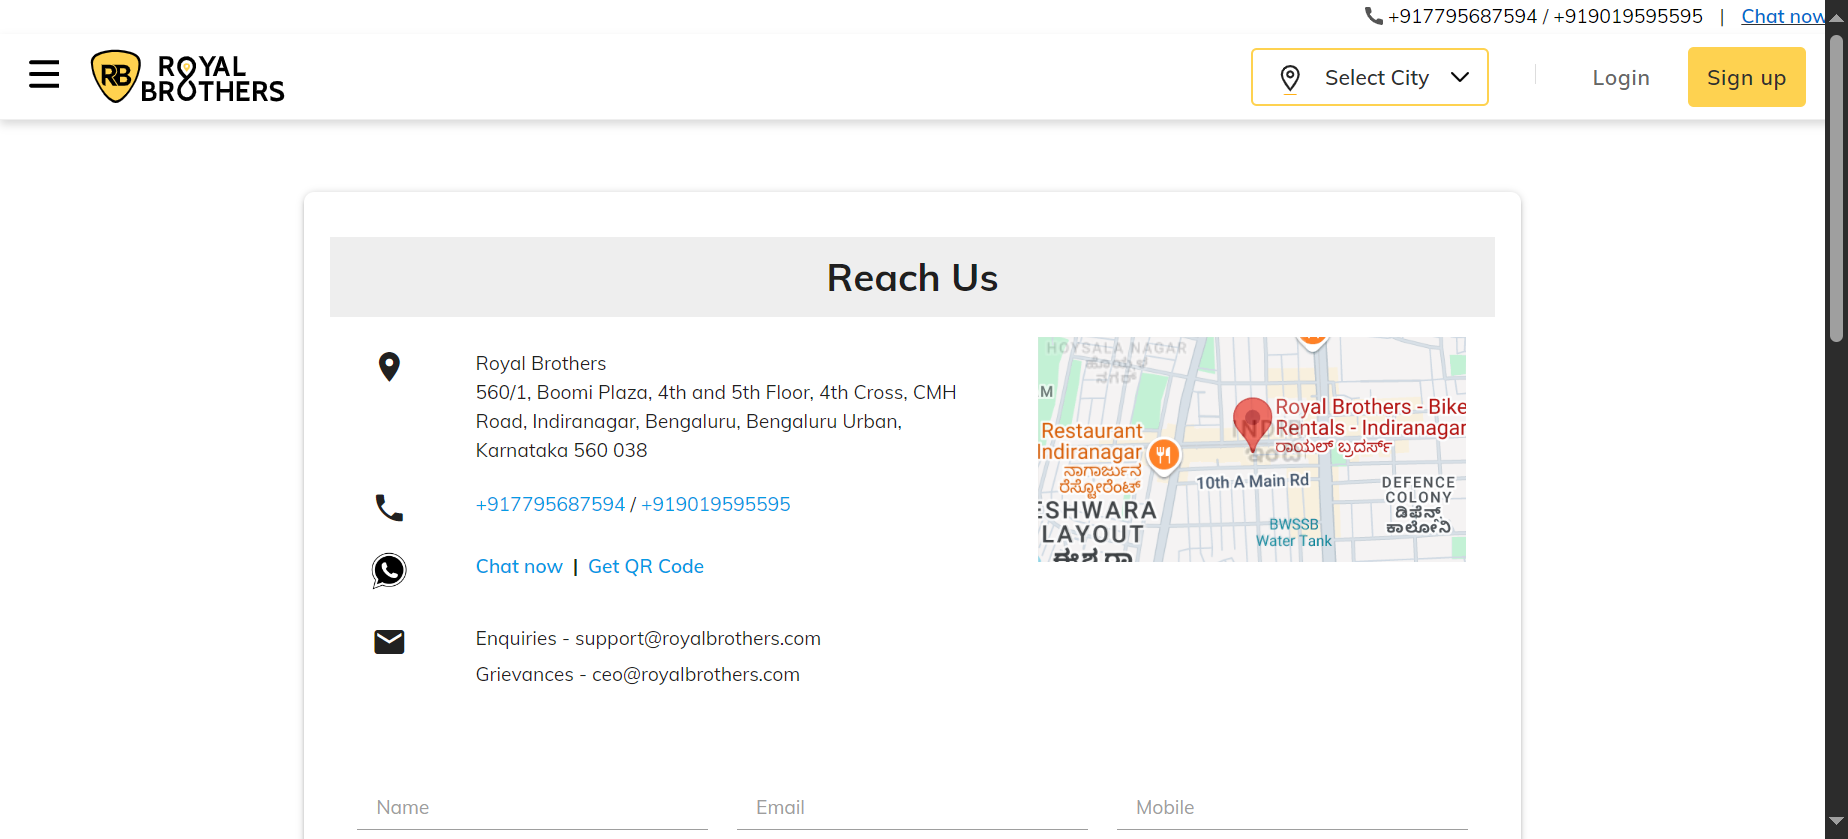 +917795687594 / +919019595595 | Chat now
RB ROYAL BROTHERS
Select City
Login
Sign up
Reach Us
Royal Brothers
560/1, Boomi Plaza, 4th and 5th Floor, 4th Cross, CMH
Road, Indiranagar, Bengaluru, Bengaluru Urban,
Karnataka 560 038
+917795687594 / +919019595595
Chat now | Get QR Code
Enquiries - support@royalbrothers.com
Grievances - ceo@royalbrothers.com
HOYSALA NAGAR
ಹೊಯ್ಸಳ
ನಗರ್
M
Royal Brothers - Bike
Rentals - Indiranagar
ರಾಯಲ್ ಬ್ರದರ್ಸ್
Restaurant
Indiranagar
ನಾಗಾರ್ಜುನ
ರೆಸ್ಟೋರೆಂಟ್
10th A Main Rd
DEFENCE
COLONY
ಡಿಫೆನ್ಸ್
ಕಾಲೋನಿ
ESHWARA
LAYOUT
BWSSB
Water Tank
Name
Email
Mobile